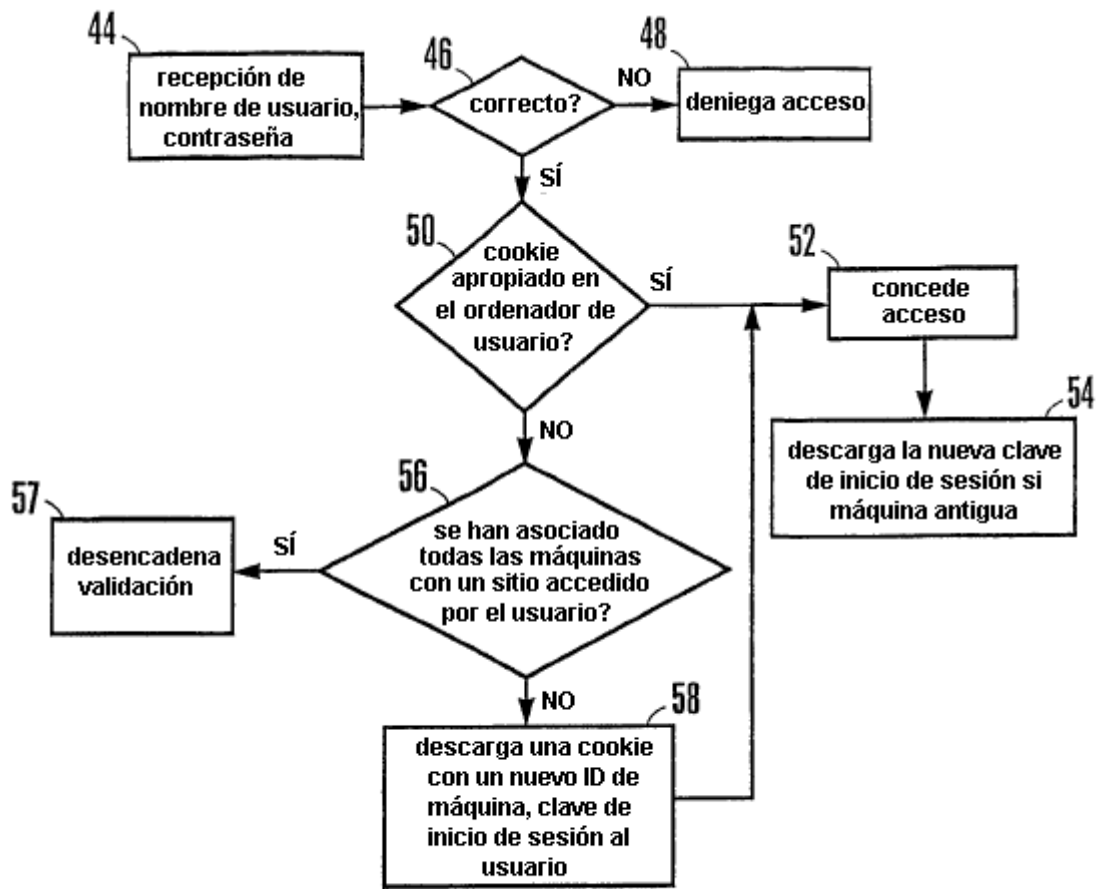 44
recepción de
nombre de usuario,
contraseña
46
correcto?
NO
48
deniega acceso
SÍ
50
cookie
apropiado en
el ordenador de
usuario?
SÍ
52
concede
acceso
54
descarga la nueva clave
de inicio de sesión si
máquina antigua
NO
56
se han asociado
todas las máquinas
con un sitio accedido
por el usuario?
SÍ
57
desencadena
validación
NO
58
descarga una cookie
con un nuevo ID de
máquina, clave de
inicio de sesión al
usuario